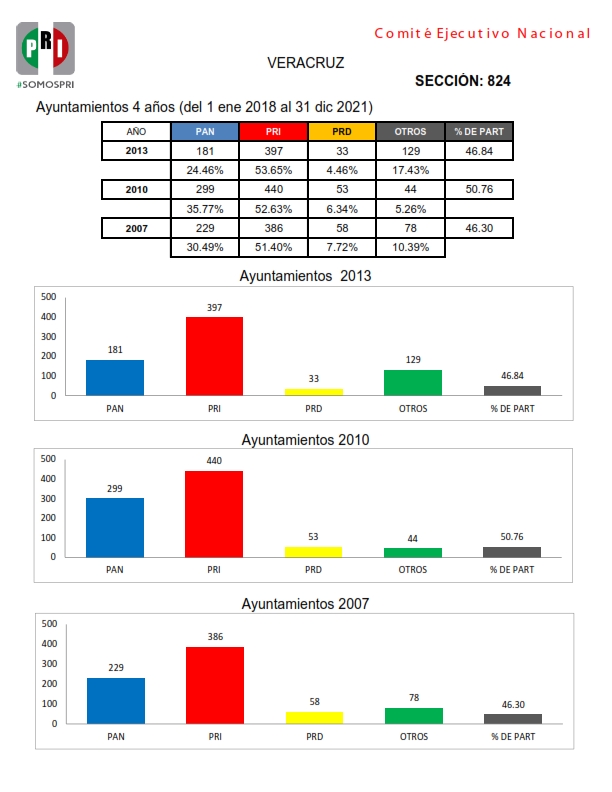 PRI
#SOMOSPRI
Comité Ejecutivo Nacional
VERACRUZ
SECCIÓN: 824
Ayuntamientos 4 años (del 1 ene 2018 al 31 dic 2021)
AÑO PAN PRI PRD OTROS % DE PART
2013 181 397 33 129 46.84
24.46% 53.65% 4.46% 17.43%
2010 299 440 53 44 50.76
35.77% 52.63% 6.34% 5.26%
2007 229 386 58 78 46.30
30.49% 51.40% 7.72% 10.39%
Ayuntamientos 2013
500
400
300
200
100
0
181 397 33 129 46.84
PAN PRI PRD OTROS % DE PART
Ayuntamientos 2010
500
400
300
200
100
0
299 440 53 44 50.76
PAN PRI PRD OTROS % DE PART
Ayuntamientos 2007
500
400
300
200
100
0
229 386 58 78 46.30
PAN PRI PRD OTROS % DE PART